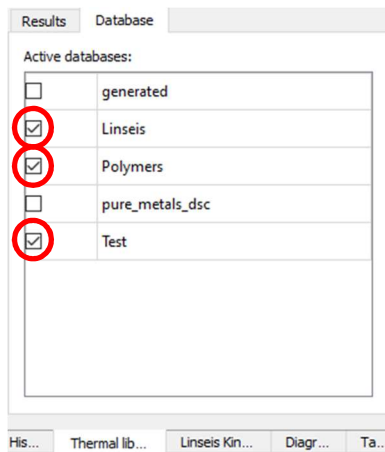 Results Database
Active databases:
generated
Linseis
Polymers
pure_metals_dsc
Test
His... Thermal lib... Linseis Kin... Diagr... Ta...